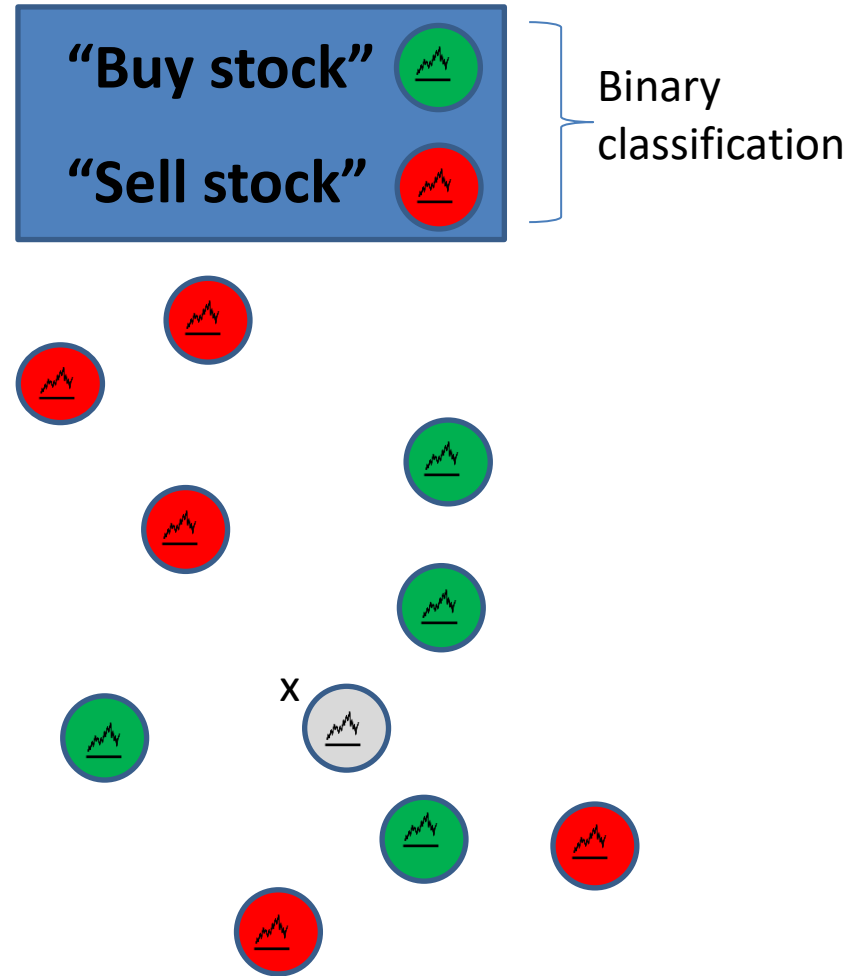 “Buy stock”
“Sell stock”
Binary
classification
x